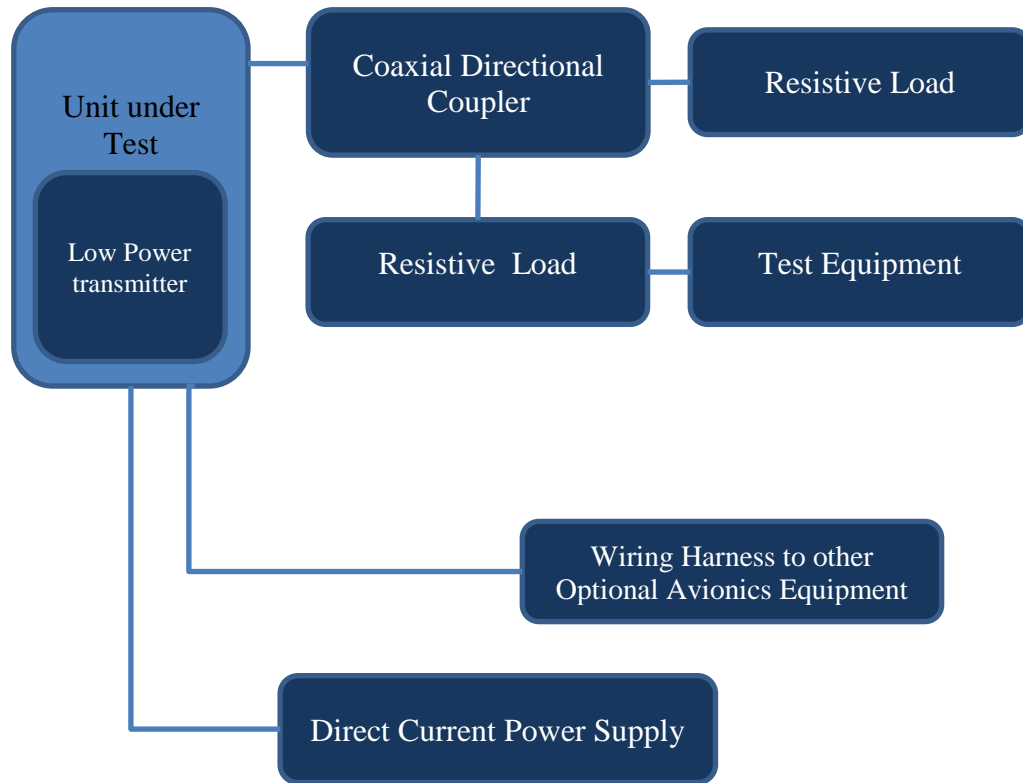 Unit under
Test
Low Power
transmitter
Coaxial Directional
Coupler
Resistive Load
Resistive  Load
Test Equipment
Wiring Harness to other
Optional Avionics Equipment
Direct Current Power Supply